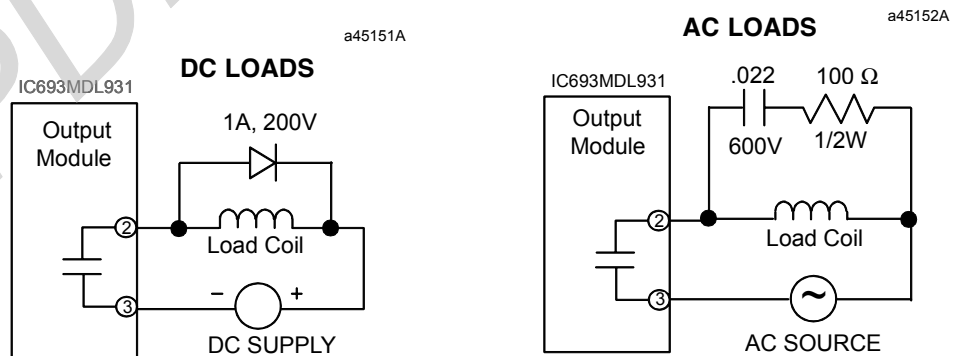 a45151A
DC LOADS
IC693MDL931
Output
Module
1A, 200V
2
Load Coil
3
– +
DC SUPPLY
a45152A
AC LOADS
IC693MDL931
Output
Module
.022 100 Ω
600V 1/2W
2
Load Coil
3
~
AC SOURCE